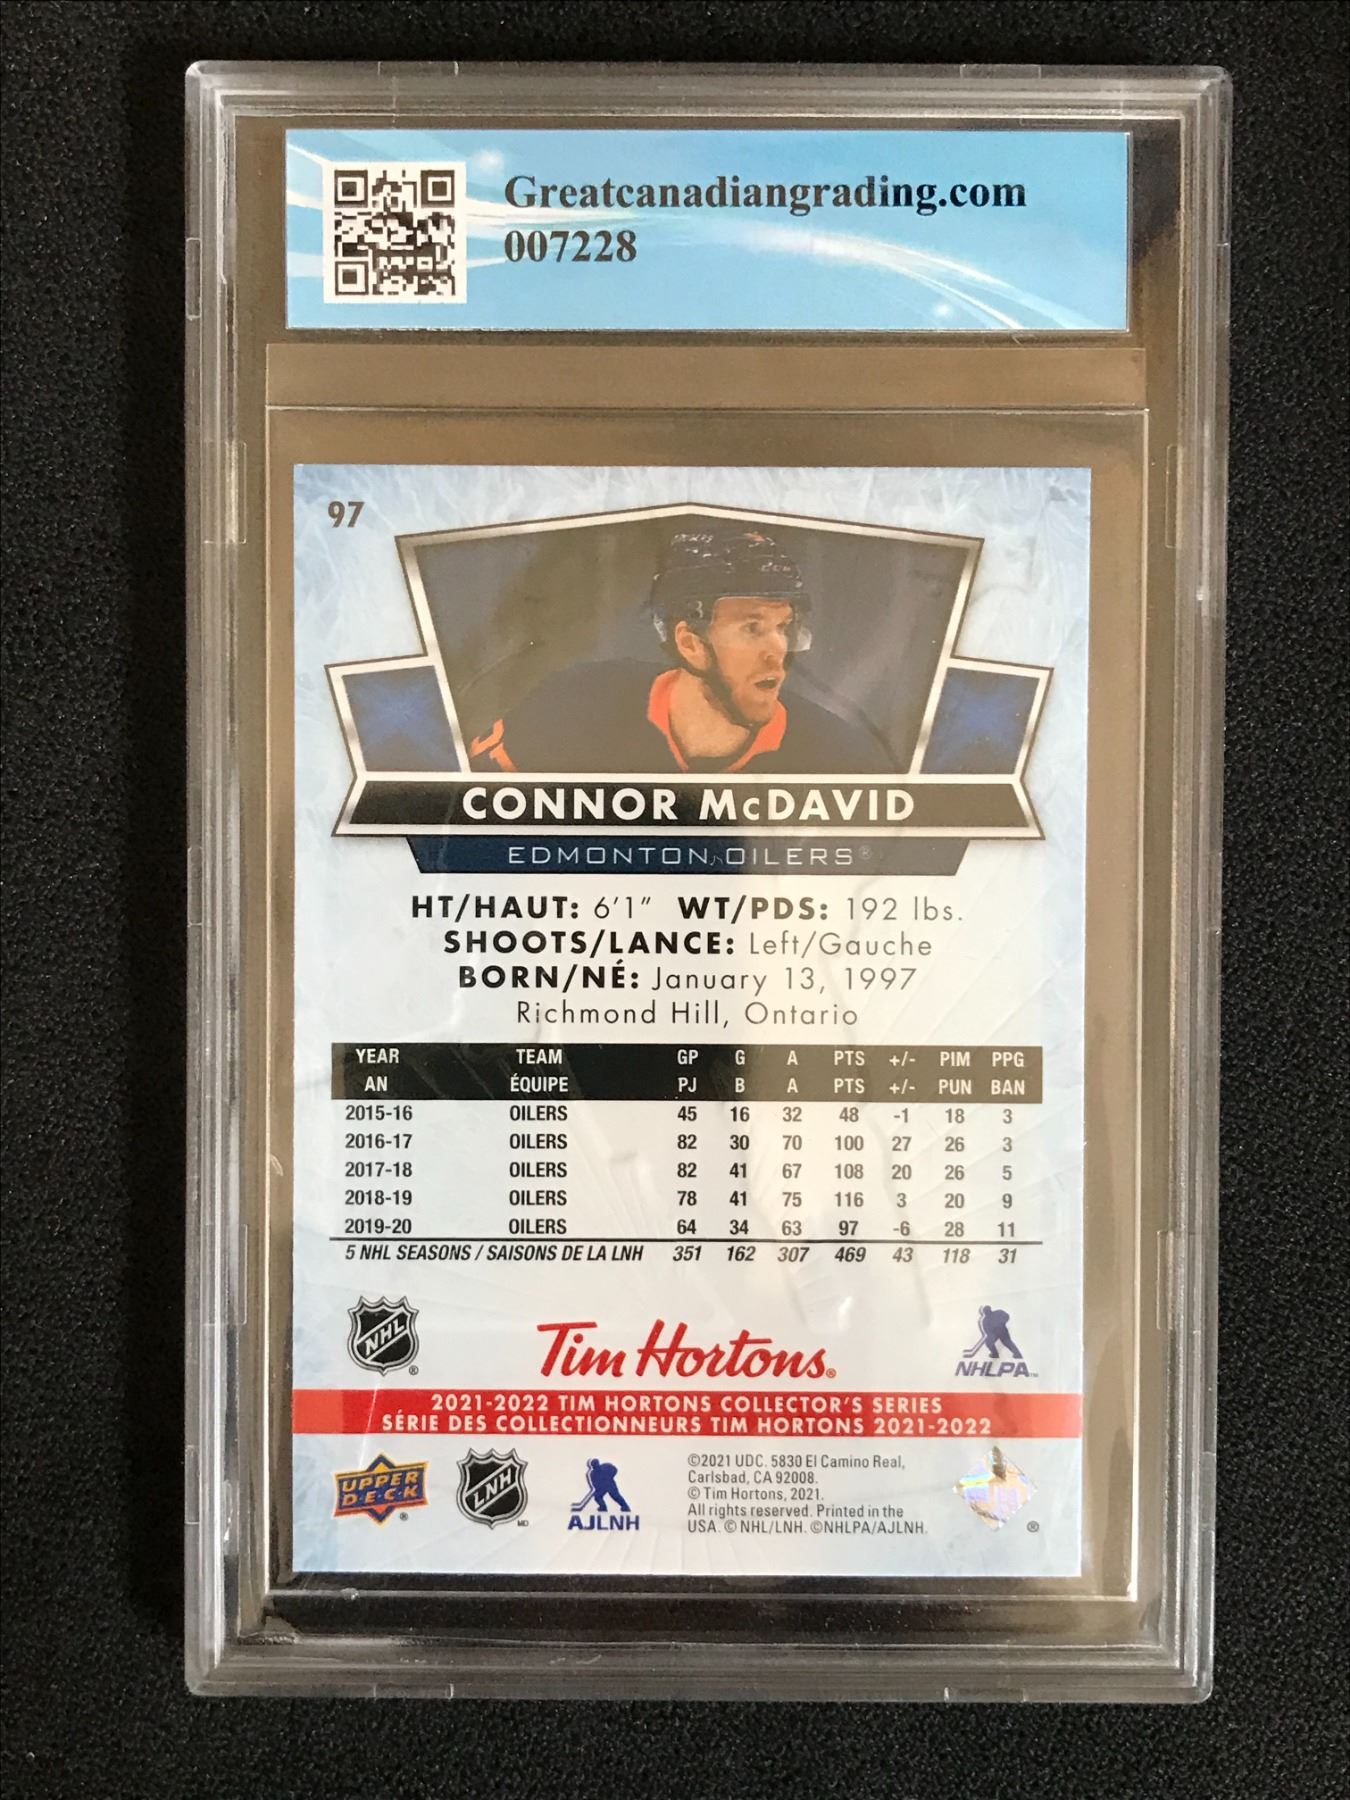 Greatcanadiangrading.com
007228
97
CONNOR McDAVID
EDMONTON OILERS®
HT/HAUT: 6'1" WT/PDS: 192 lbs.
SHOOTS/LANCE: Left/Gauche
BORN/NÉ: January 13, 1997
Richmond Hill, Ontario
YEAR TEAM GP G A PTS +/- PIM PPG
AN ÉQUIPE PJ B A PTS +/- PUN BAN
2015-16 OILERS 45 16 32 48 -1 18 3
2016-17 OILERS 82 30 70 100 27 26 3
2017-18 OILERS 82 41 67 108 20 26 5
2018-19 OILERS 78 41 75 116 3 20 9
2019-20 OILERS 64 34 63 97 -6 28 11
5 NHL SEASONS / SAISONS DE LA LNH 351 162 307 469 43 118 31
NHL ®
Tim Hortons®
NHLPA™
2021-2022 TIM HORTONS COLLECTOR'S SERIES
SÉRIE DES COLLECTIONNEURS TIM HORTONS 2021-2022
UPPER DECK ®
LNH MD
AJLNH
©2021 UDC. 5830 El Camino Real,
Carlsbad, CA 92008.
© Tim Hortons, 2021.
All rights reserved. Printed in the
USA. © NHL/LNH. ©NHLPA/AJLNH.
®